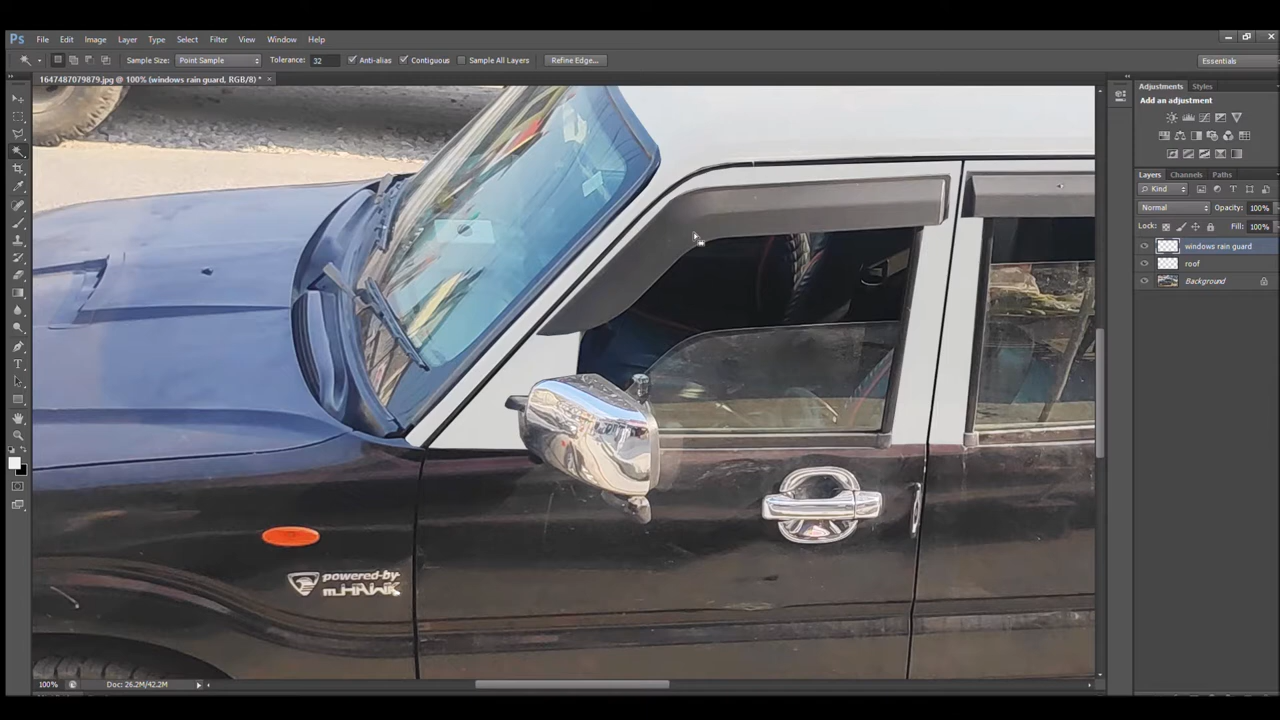 Ps File Edit Image Layer Type Select Filter View Window Help
Sample Size: Point Sample Tolerance: 32 Anti-alias Contiguous Sample All Layers Refine Edge... Essentials
1647487079879.jpg @ 100% (windows rain guard, RGB/8) * ×
Adjustments Styles
Add an adjustment
Layers Channels Paths
Kind
Normal Opacity: 100%
Lock: Fill: 100%
windows rain guard
roof
Background
powered by
mHAWK
100% Doc: 26.2M/42.2M